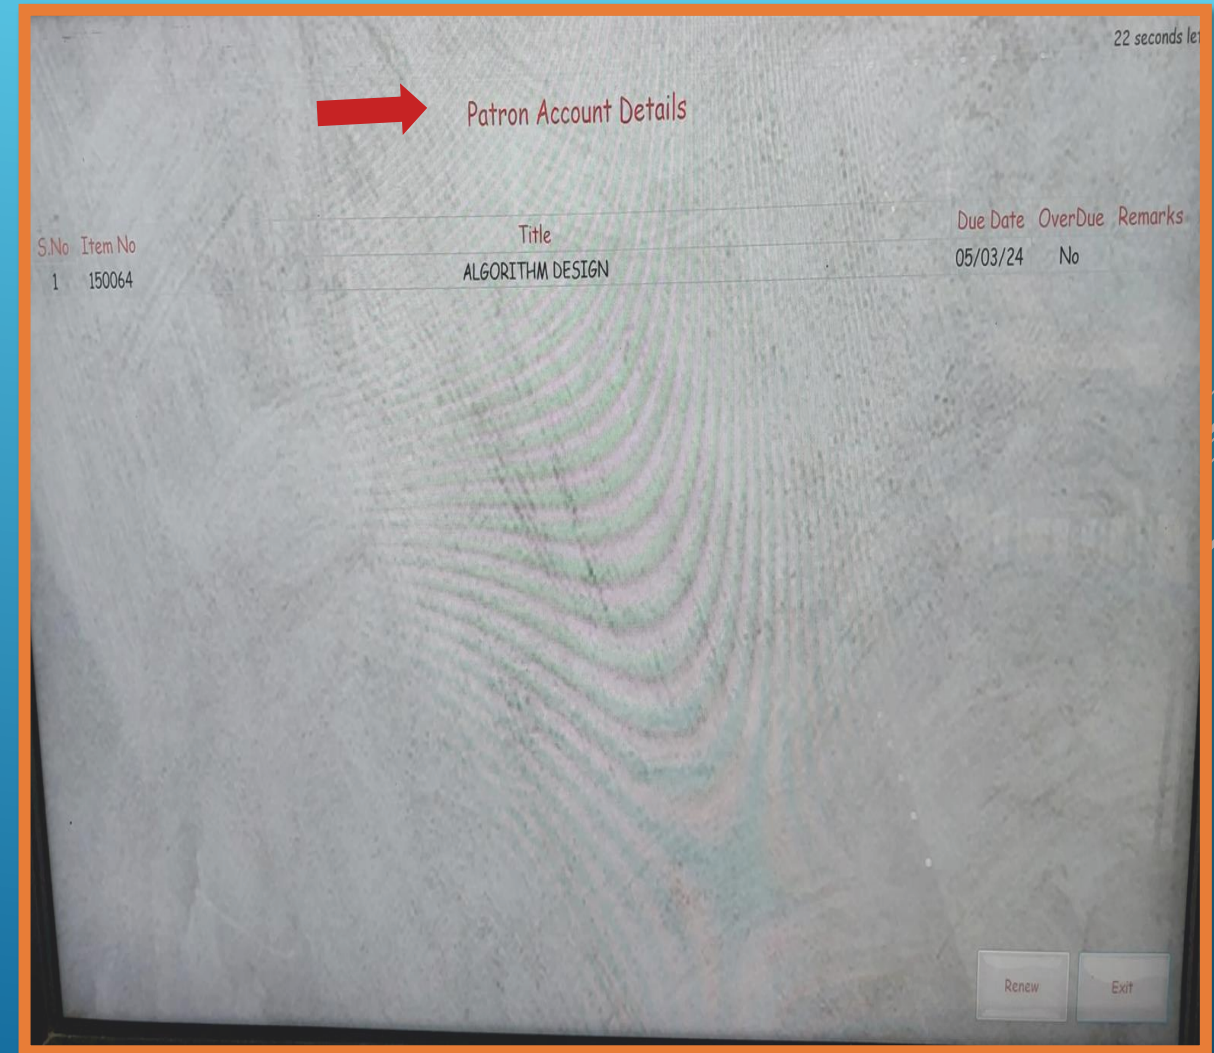 22 seconds
Patron Account Details
S.No Item No Title Due Date OverDue Remarks
1 150064 ALGORITHM DESIGN 05/03/24 No
Renew Exit